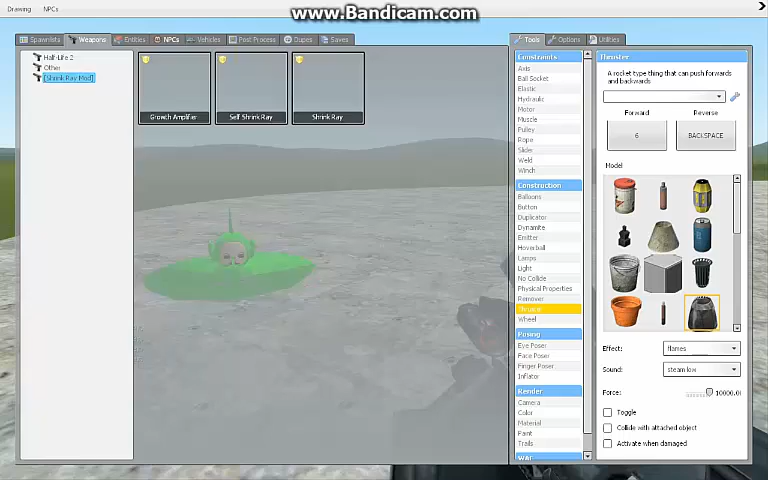 www.Bandicam.com
Drawing NPCs
Spawnlists Weapons Entities NPCs Vehicles Post Process Dupes Saves
Half-Life 2
Other
[Shrink Ray Mod]
Growth Amplifier Self Shrink Ray Shrink Ray
Tools Options Utilities
Constraints
Axis
Ball Socket
Elastic
Hydraulic
Motor
Muscle
Pulley
Rope
Slider
Weld
Winch
Construction
Balloons
Button
Duplicator
Dynamite
Emitter
Hoverball
Lamps
Light
No Collide
Physical Properties
Remover
Thruster
Wheel
Posing
Eye Poser
Face Poser
Finger Poser
Inflator
Render
Camera
Color
Material
Paint
Trails
Thruster
A rocket type thing that can push forwards
and backwards
Forward Reverse
6 BACKSPACE
Model
Effect: flames
Sound: steam low
Force: 10000.0
Toggle
Collide with attached object
Activate when damaged